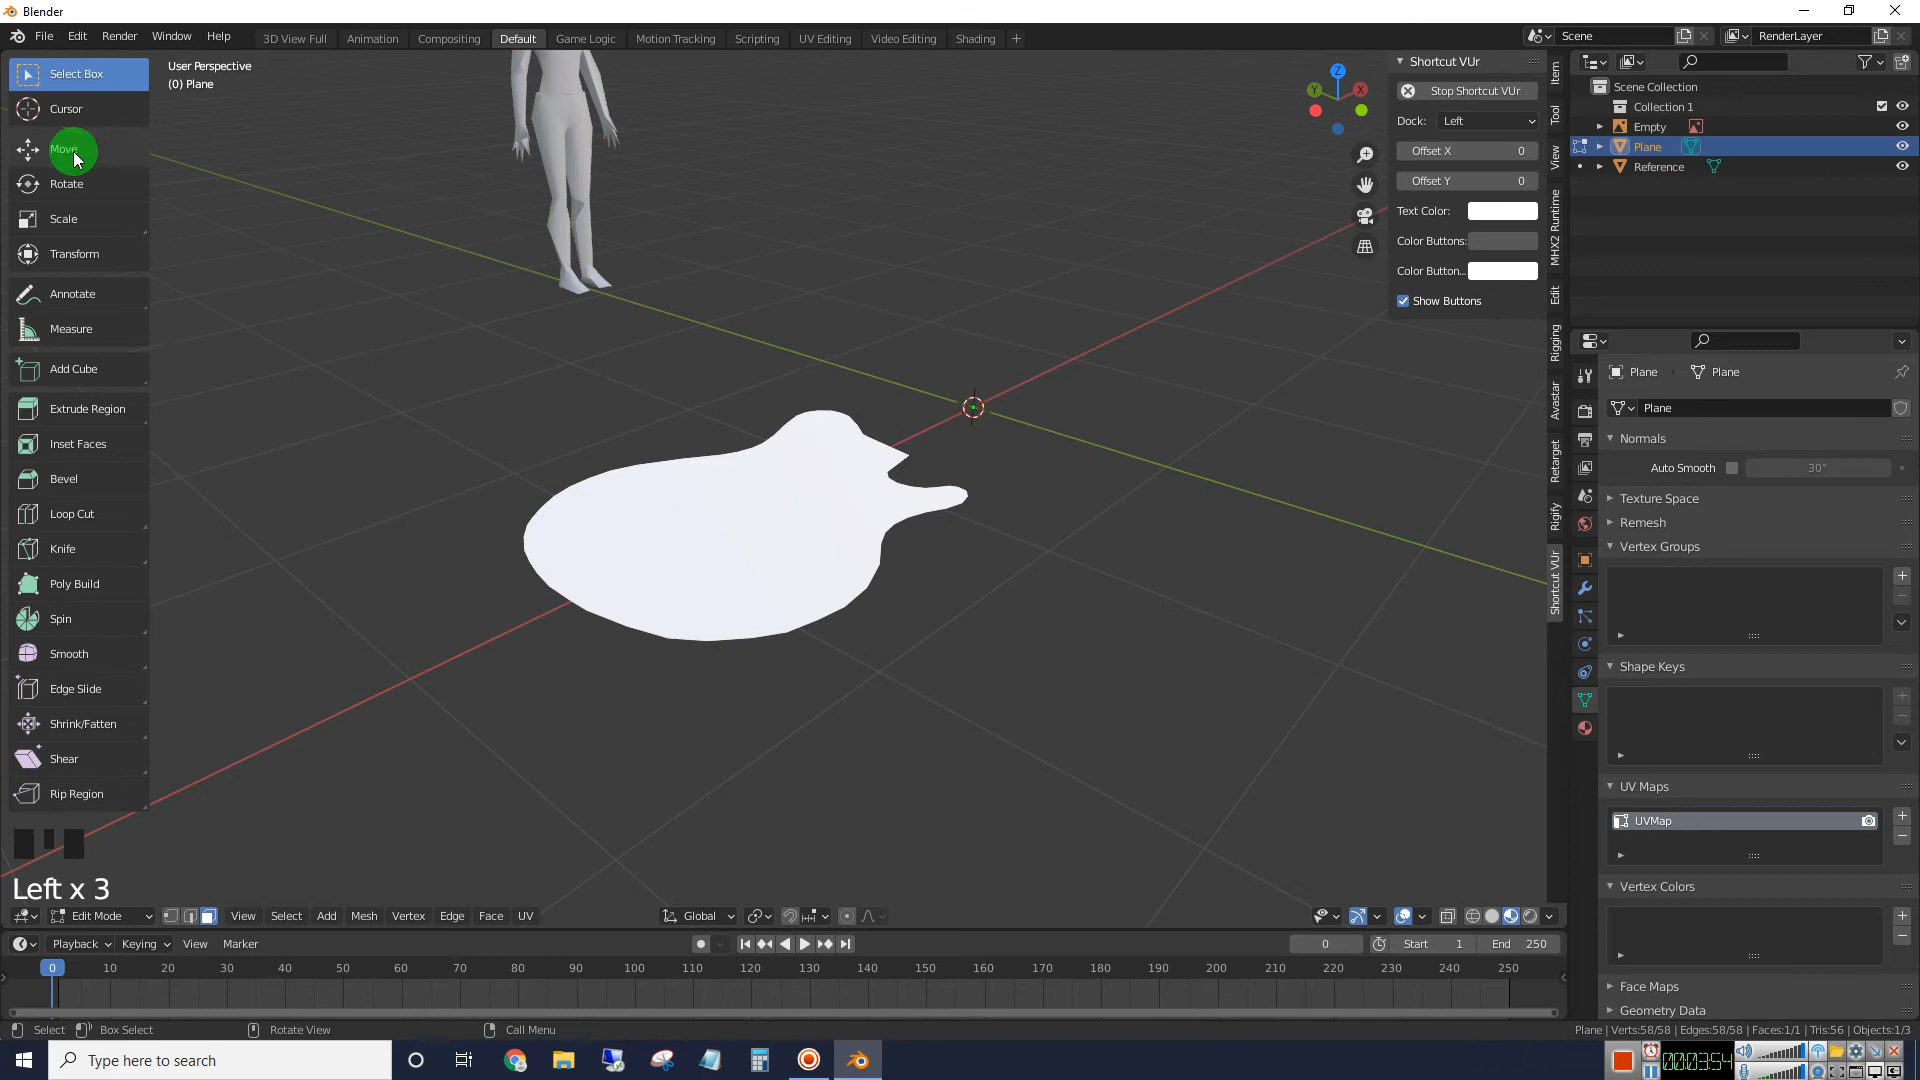 Blender
File Edit Render Window Help
3D View Full Animation Compositing Default Game Logic Motion Tracking Scripting UV Editing Video Editing Shading +
Scene RenderLayer
Select Box
Cursor
Move
Rotate
Scale
Transform
Annotate
Measure
Add Cube
Extrude Region
Inset Faces
Bevel
Loop Cut
Knife
Poly Build
Spin
Smooth
Edge Slide
Shrink/Fatten
Shear
Rip Region
Left x 3
User Perspective
(0) Plane
Z
Y
X
Shortcut VUr
Stop Shortcut VUr
Dock: Left
Offset X 0
Offset Y 0
Text Color:
Color Buttons:
Color Button...
Show Buttons
Item
Tool
View
MHX2 Runtime
Edit
Rigging
Avastar
Retarget
Rigify
Shortcut VUr
Scene Collection
Collection 1
Empty
Plane
Reference
Plane Plane
Plane
Normals
Auto Smooth 30°
Texture Space
Remesh
Vertex Groups
Shape Keys
UV Maps
UVMap
Vertex Colors
Face Maps
Geometry Data
Edit Mode View Select Add Mesh Vertex Edge Face UV Global
Playback Keying View Marker 0 Start 1 End 250
0 10 20 30 40 50 60 70 80 90 100 110 120 130 140 150 160 170 180 190 200 210 220 230 240 250
Select Box Select Rotate View Call Menu Plane | Verts:58/58 | Edges:58/58 | Faces:1/1 | Tris:56 | Objects:1/3
Type here to search
00:03:54